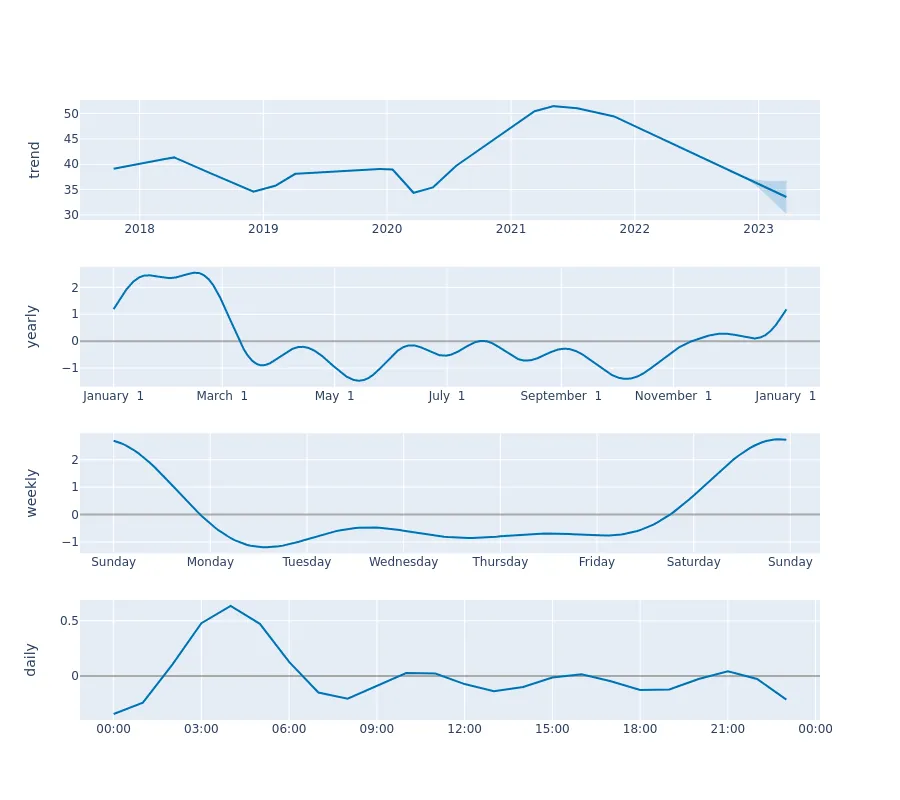 trend
50
45
40
35
30
2018 2019 2020 2021 2022 2023
yearly
2
1
0
−1
January 1 March 1 May 1 July 1 September 1 November 1 January 1
weekly
2
1
0
−1
Sunday Monday Tuesday Wednesday Thursday Friday Saturday Sunday
daily
0.5
0
00:00 03:00 06:00 09:00 12:00 15:00 18:00 21:00 00:00